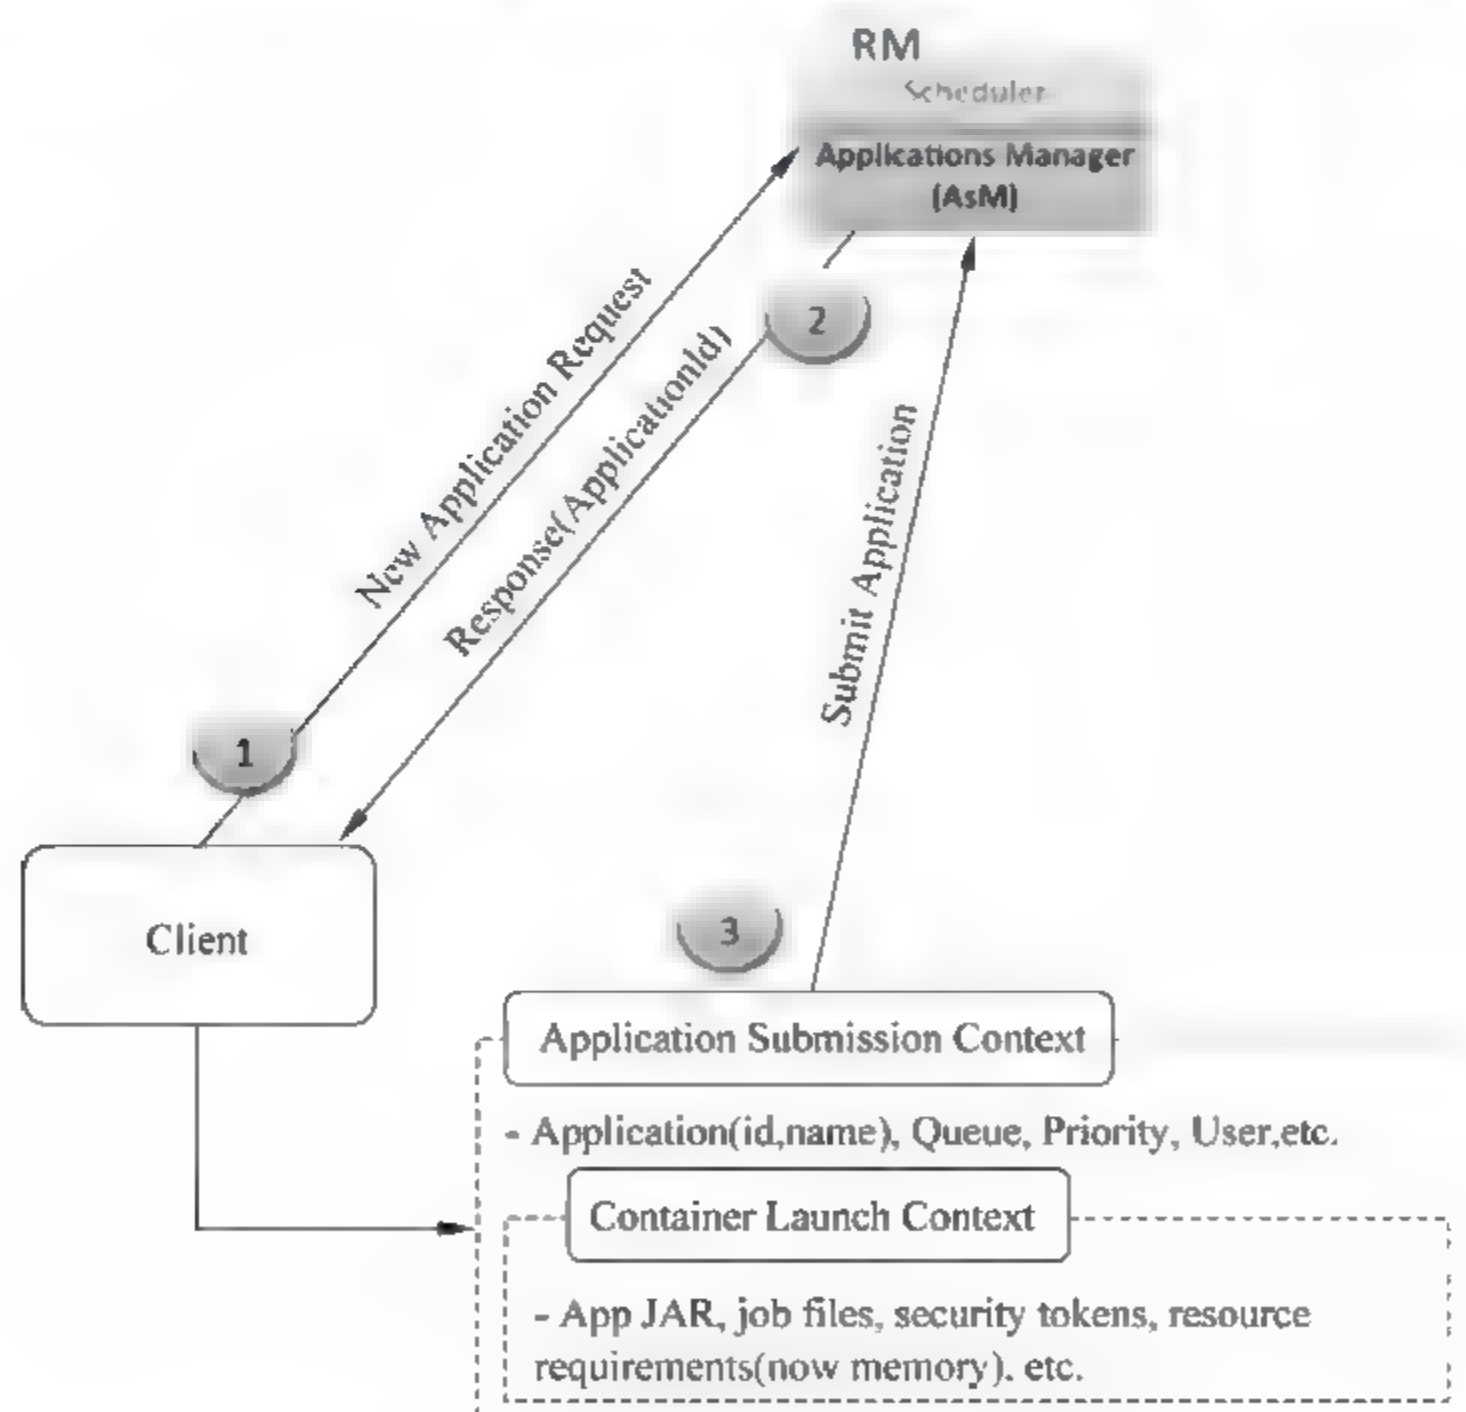 RM
Scheduler
Applications Manager
(AsM)
2
New Application Request
Response(ApplicationId)
Submit Application
1
Client
3
Application Submission Context
- Application(id,name), Queue, Priority, User,etc.
Container Launch Context
- App JAR, job files, security tokens, resource
requirements(now memory). etc.